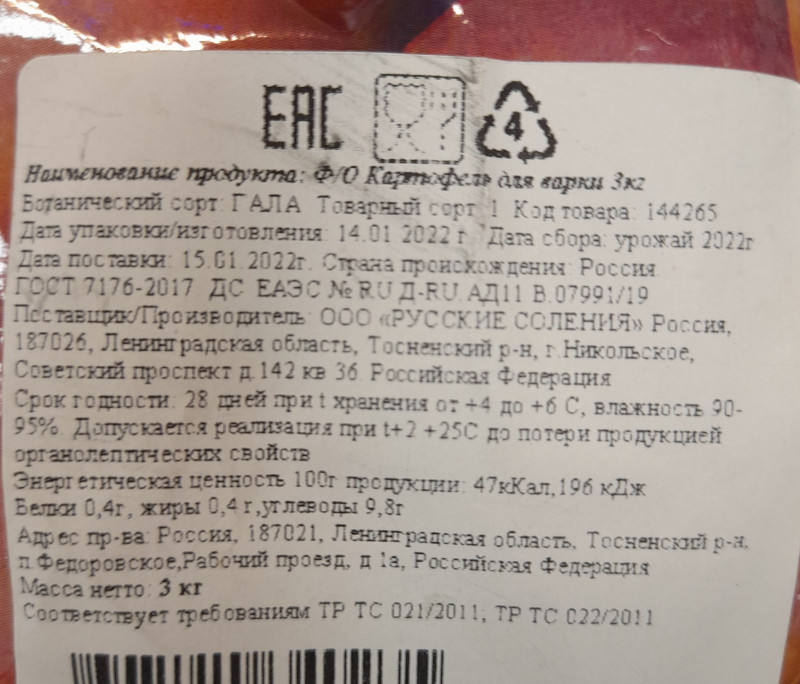 EAC
4
Наименование продукта: Ф/О Картофель для варки 3кг
Ботанический сорт: ГАЛА Товарный сорт 1 Код товара: 144265
Дата упаковки/изготовления: 14.01 2022 г Дата сбора: урожай 2022г
Дата поставки: 15.01.2022г. Страна происхождения: Россия
ГОСТ 7176-2017 ДС ЕАЭС № RU Д-RU.АД11.В.07991/19
Поставщик/Производитель: ООО «РУССКИЕ СОЛЕНИЯ» Россия,
187026, Ленинградская область, Тосненский р-н, г.Никольское,
Советский проспект д.142 кв 36 Российская Федерация
Срок годности: 28 дней при t хранения от +4 до +6 С, влажность 90-
95%. Допускается реализация при t+2 +25С до потери продукцией
органолептических свойств
Энергетическая ценность 100г продукции: 47кКал,196 кДж
Белки 0,4г, жиры 0,4 г,углеводы 9,8г
Адрес пр-ва: Россия, 187021, Ленинградская область, Тосненский р-н,
п.Федоровское,Рабочий проезд, д 1а, Российская Федерация
Масса нетто: 3 кг
Соответствует требованиям ТР ТС 021/2011; ТР ТС 022/2011